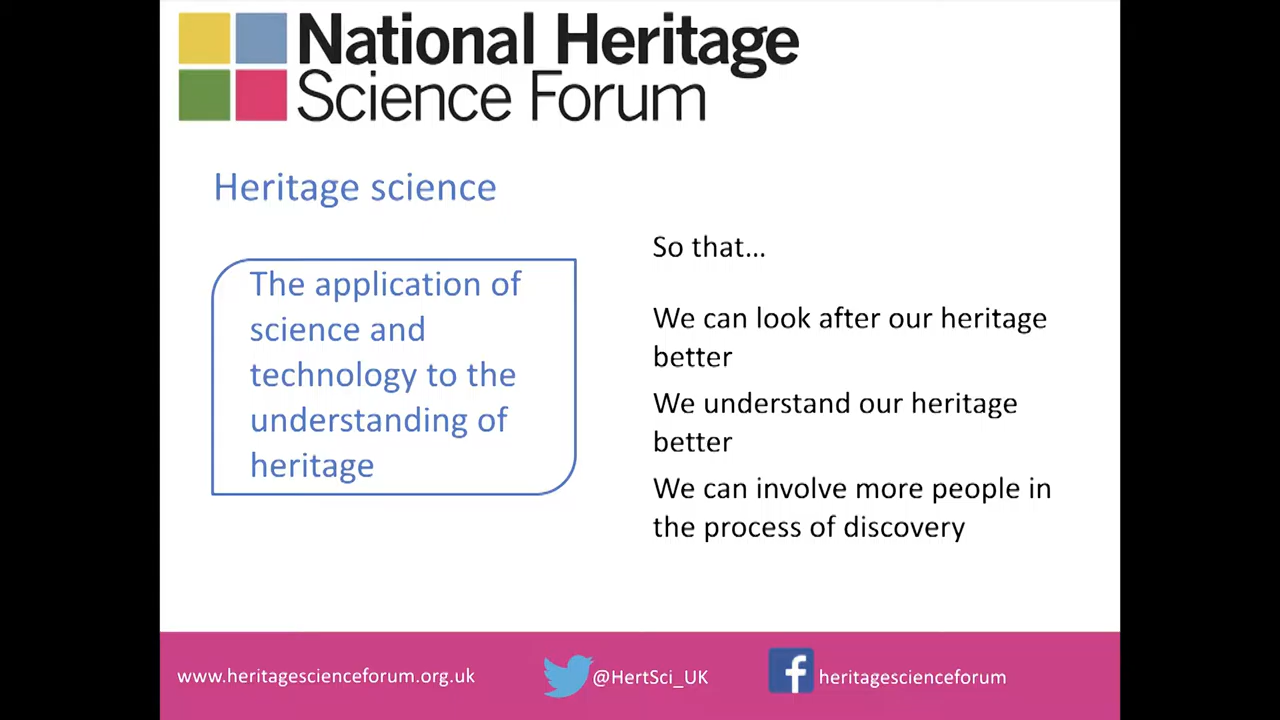 National Heritage
Science Forum
Heritage science
The application of
science and
technology to the
understanding of
heritage
So that...
We can look after our heritage
better
We understand our heritage
better
We can involve more people in
the process of discovery
www.heritagescienceforum.org.uk
@HertSci_UK
heritagescienceforum